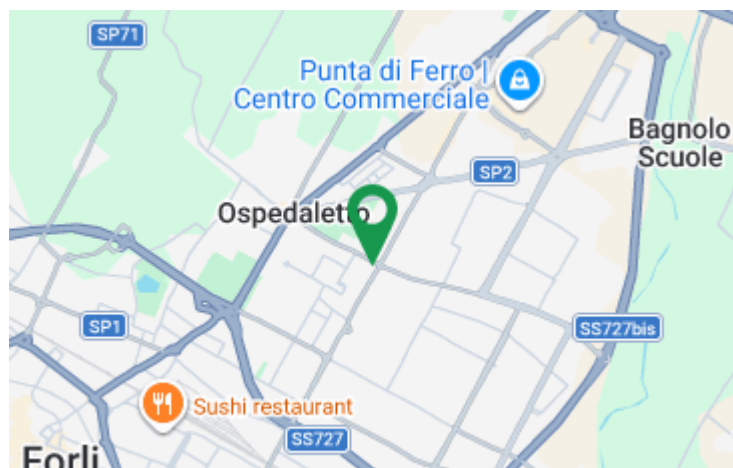 SP71
Punta di Ferro |
Centro Commerciale
Bagnolo
Scuole
SP2
Ospedaletto
SP1
SS727bis
Sushi restaurant
SS727
Forlì